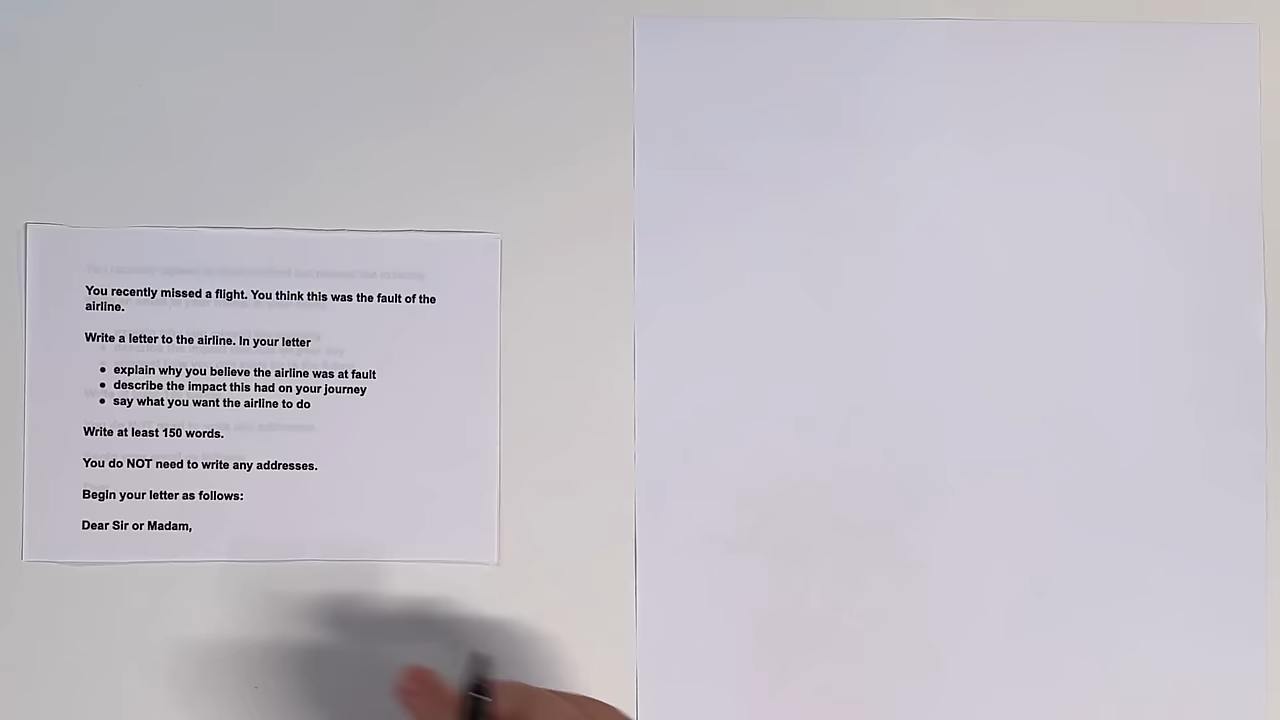 You recently missed a flight. You think this was the fault of the
airline.
Write a letter to the airline. In your letter
• explain why you believe the airline was at fault
• describe the impact this had on your journey
• say what you want the airline to do
Write at least 150 words.
You do NOT need to write any addresses.
Begin your letter as follows:
Dear Sir or Madam,